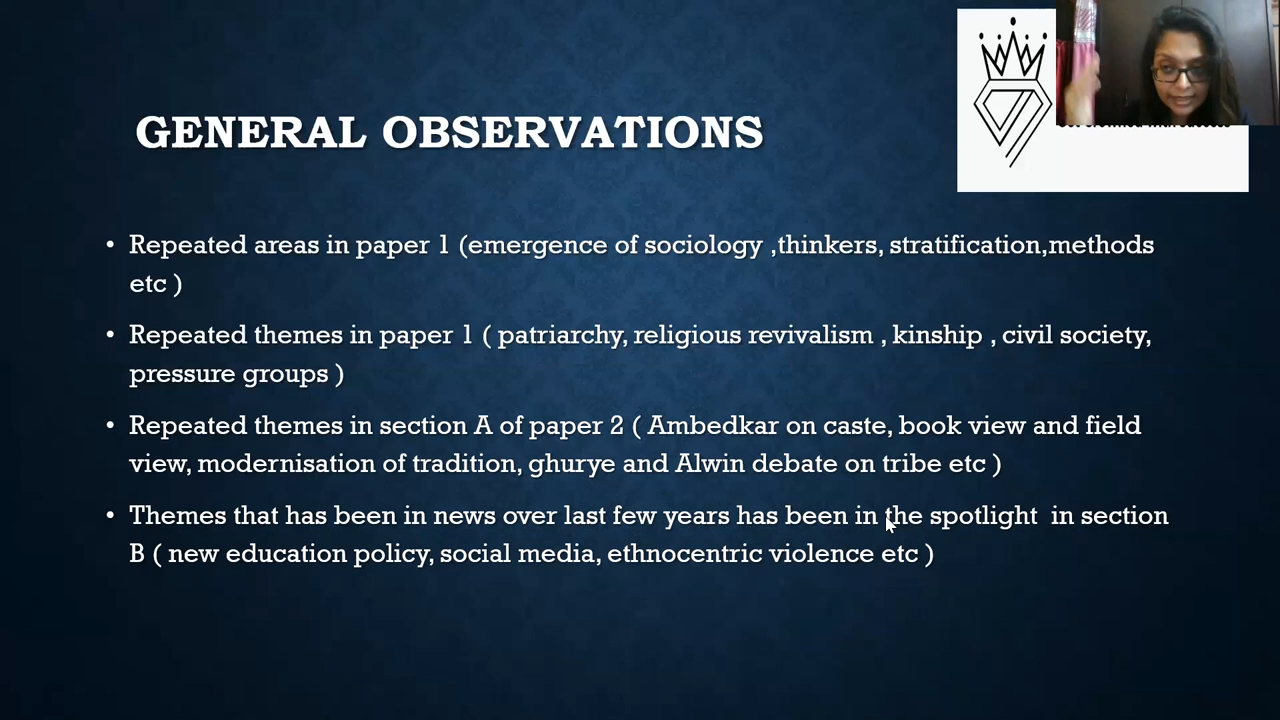 GENERAL OBSERVATIONS
• Repeated areas in paper 1 (emergence of sociology ,thinkers, stratification,methods
etc )
• Repeated themes in paper 1 ( patriarchy, religious revivalism , kinship , civil society,
pressure groups )
• Repeated themes in section A of paper 2 ( Ambedkar on caste, book view and field
view, modernisation of tradition, ghurye and Alwin debate on tribe etc )
• Themes that has been in news over last few years has been in the spotlight in section
B ( new education policy, social media, ethnocentric violence etc )